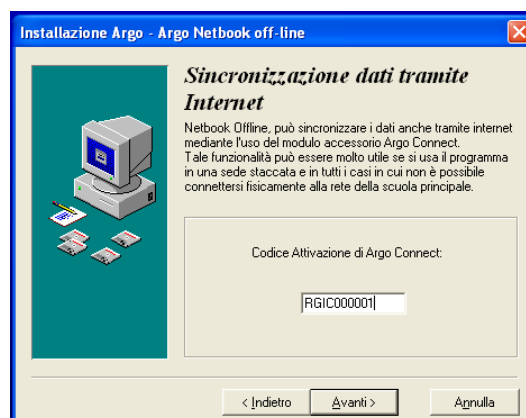 Installazione Argo - Argo Netbook off-line
Sincronizzazione dati tramite
Internet
Netbook Offline, può sincronizzare i dati anche tramite internet
mediante l'uso del modulo accessorio Argo Connect.
Tale funzionalità può essere molto utile se si usa il programma
in una sede staccata e in tutti i casi in cui non è possibile
connettersi fisicamente alla rete della scuola principale.
Codice Attivazione di Argo Connect:
RGIC000001
< Indietro Avanti > Annulla